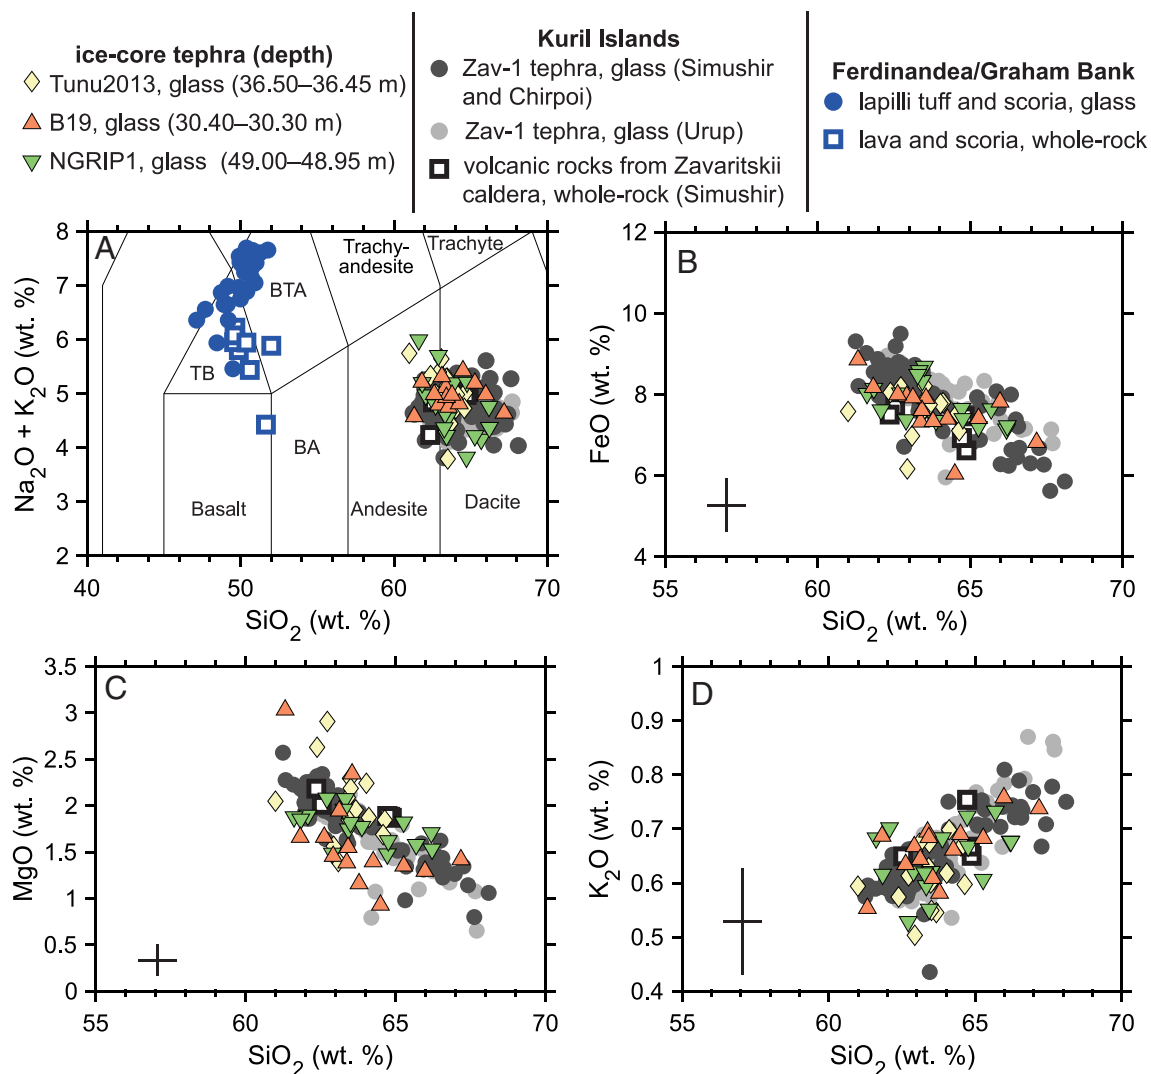 ice-core tephra (depth)
Tunu2013, glass (36.50–36.45 m)
B19, glass (30.40–30.30 m)
NGRIP1, glass (49.00–48.95 m)
Kuril Islands
Zav-1 tephra, glass (Simushir
and Chirpoi)
Zav-1 tephra, glass (Urup)
volcanic rocks from Zavaritskii
caldera, whole-rock (Simushir)
Ferdinandea/Graham Bank
lapilli tuff and scoria, glass
lava and scoria, whole-rock
A
Trachy-
andesite
Trachyte
BTA
TB
BA
Basalt
Andesite
Dacite
8
7
6
5
4
3
2
Na2O + K2O (wt. %)
40 50 60 70
SiO2 (wt. %)
B
12
10
8
6
4
FeO (wt. %)
55 60 65 70
SiO2 (wt. %)
C
3.5
3
2.5
2
1.5
1
0.5
0
MgO (wt. %)
55 60 65 70
SiO2 (wt. %)
D
1
0.9
0.8
0.7
0.6
0.5
0.4
K2O (wt. %)
55 60 65 70
SiO2 (wt. %)